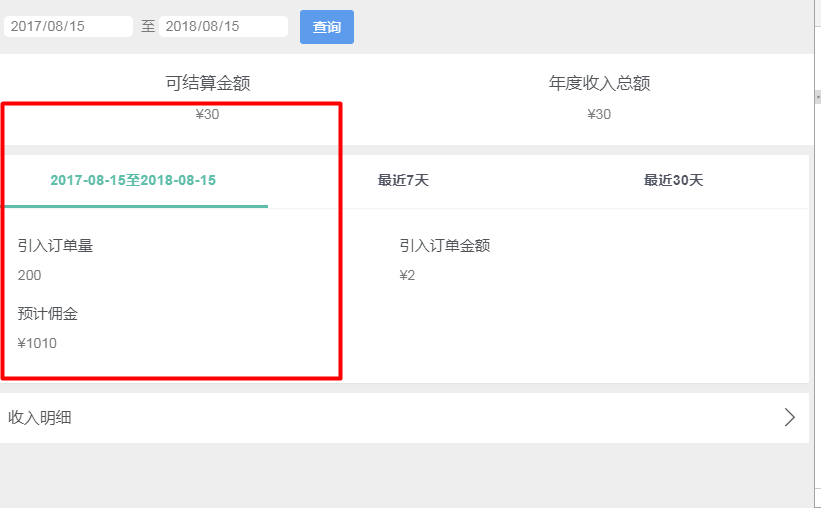 2017/08/15 至 2018/08/15 查询
可结算金额 年度收入总额
¥30 ¥30
2017-08-15至2018-08-15 最近7天 最近30天
引入订单量 引入订单金额
200 ¥2
预计佣金
¥1010
收入明细